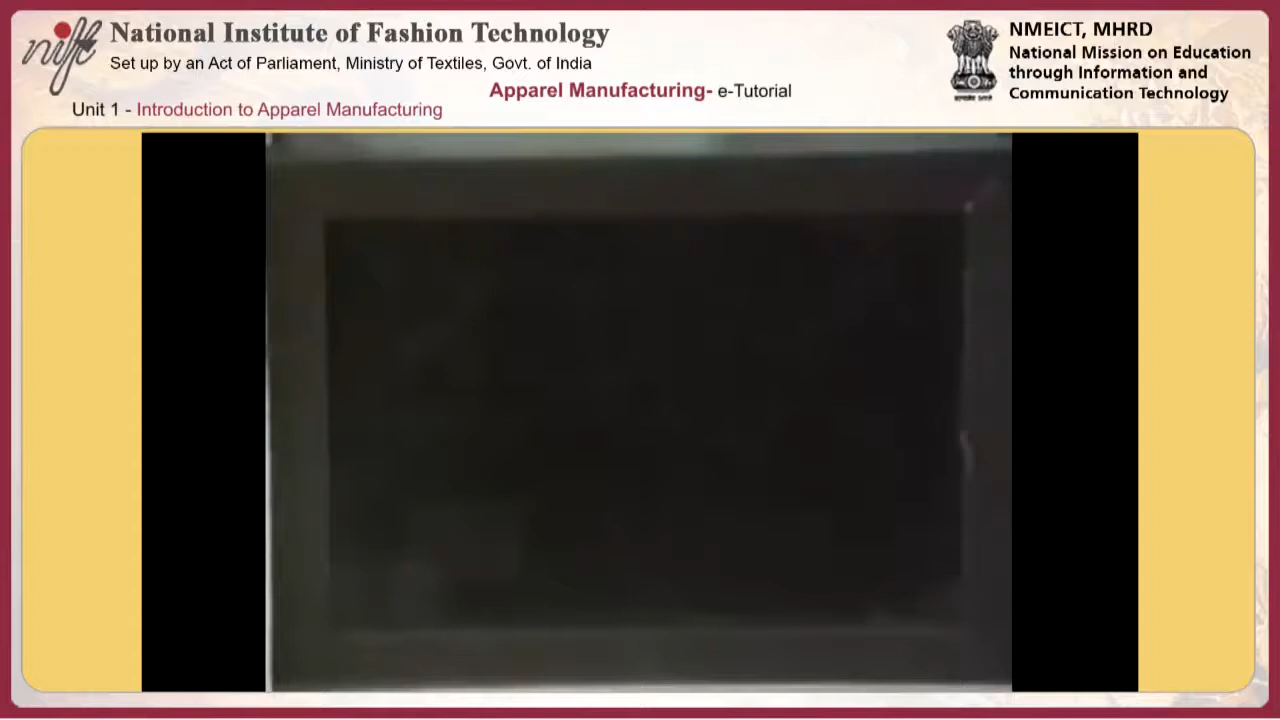 nift
National Institute of Fashion Technology
Set up by an Act of Parliament, Ministry of Textiles, Govt. of India
Apparel Manufacturing- e-Tutorial
Unit 1 - Introduction to Apparel Manufacturing
NMEICT, MHRD
National Mission on Education
through Information and
Communication Technology